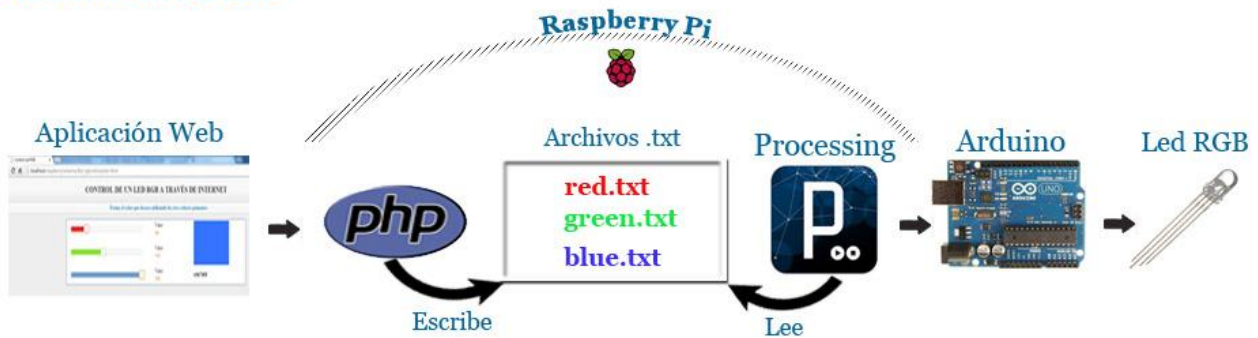 Raspberry Pi
Aplicación Web
CONTROL DE UN LED RGB A TRAVÉS DE INTERNET
php
Escribe
Archivos .txt
red.txt
green.txt
blue.txt
Processing
P
Lee
Arduino
UNO
Led RGB